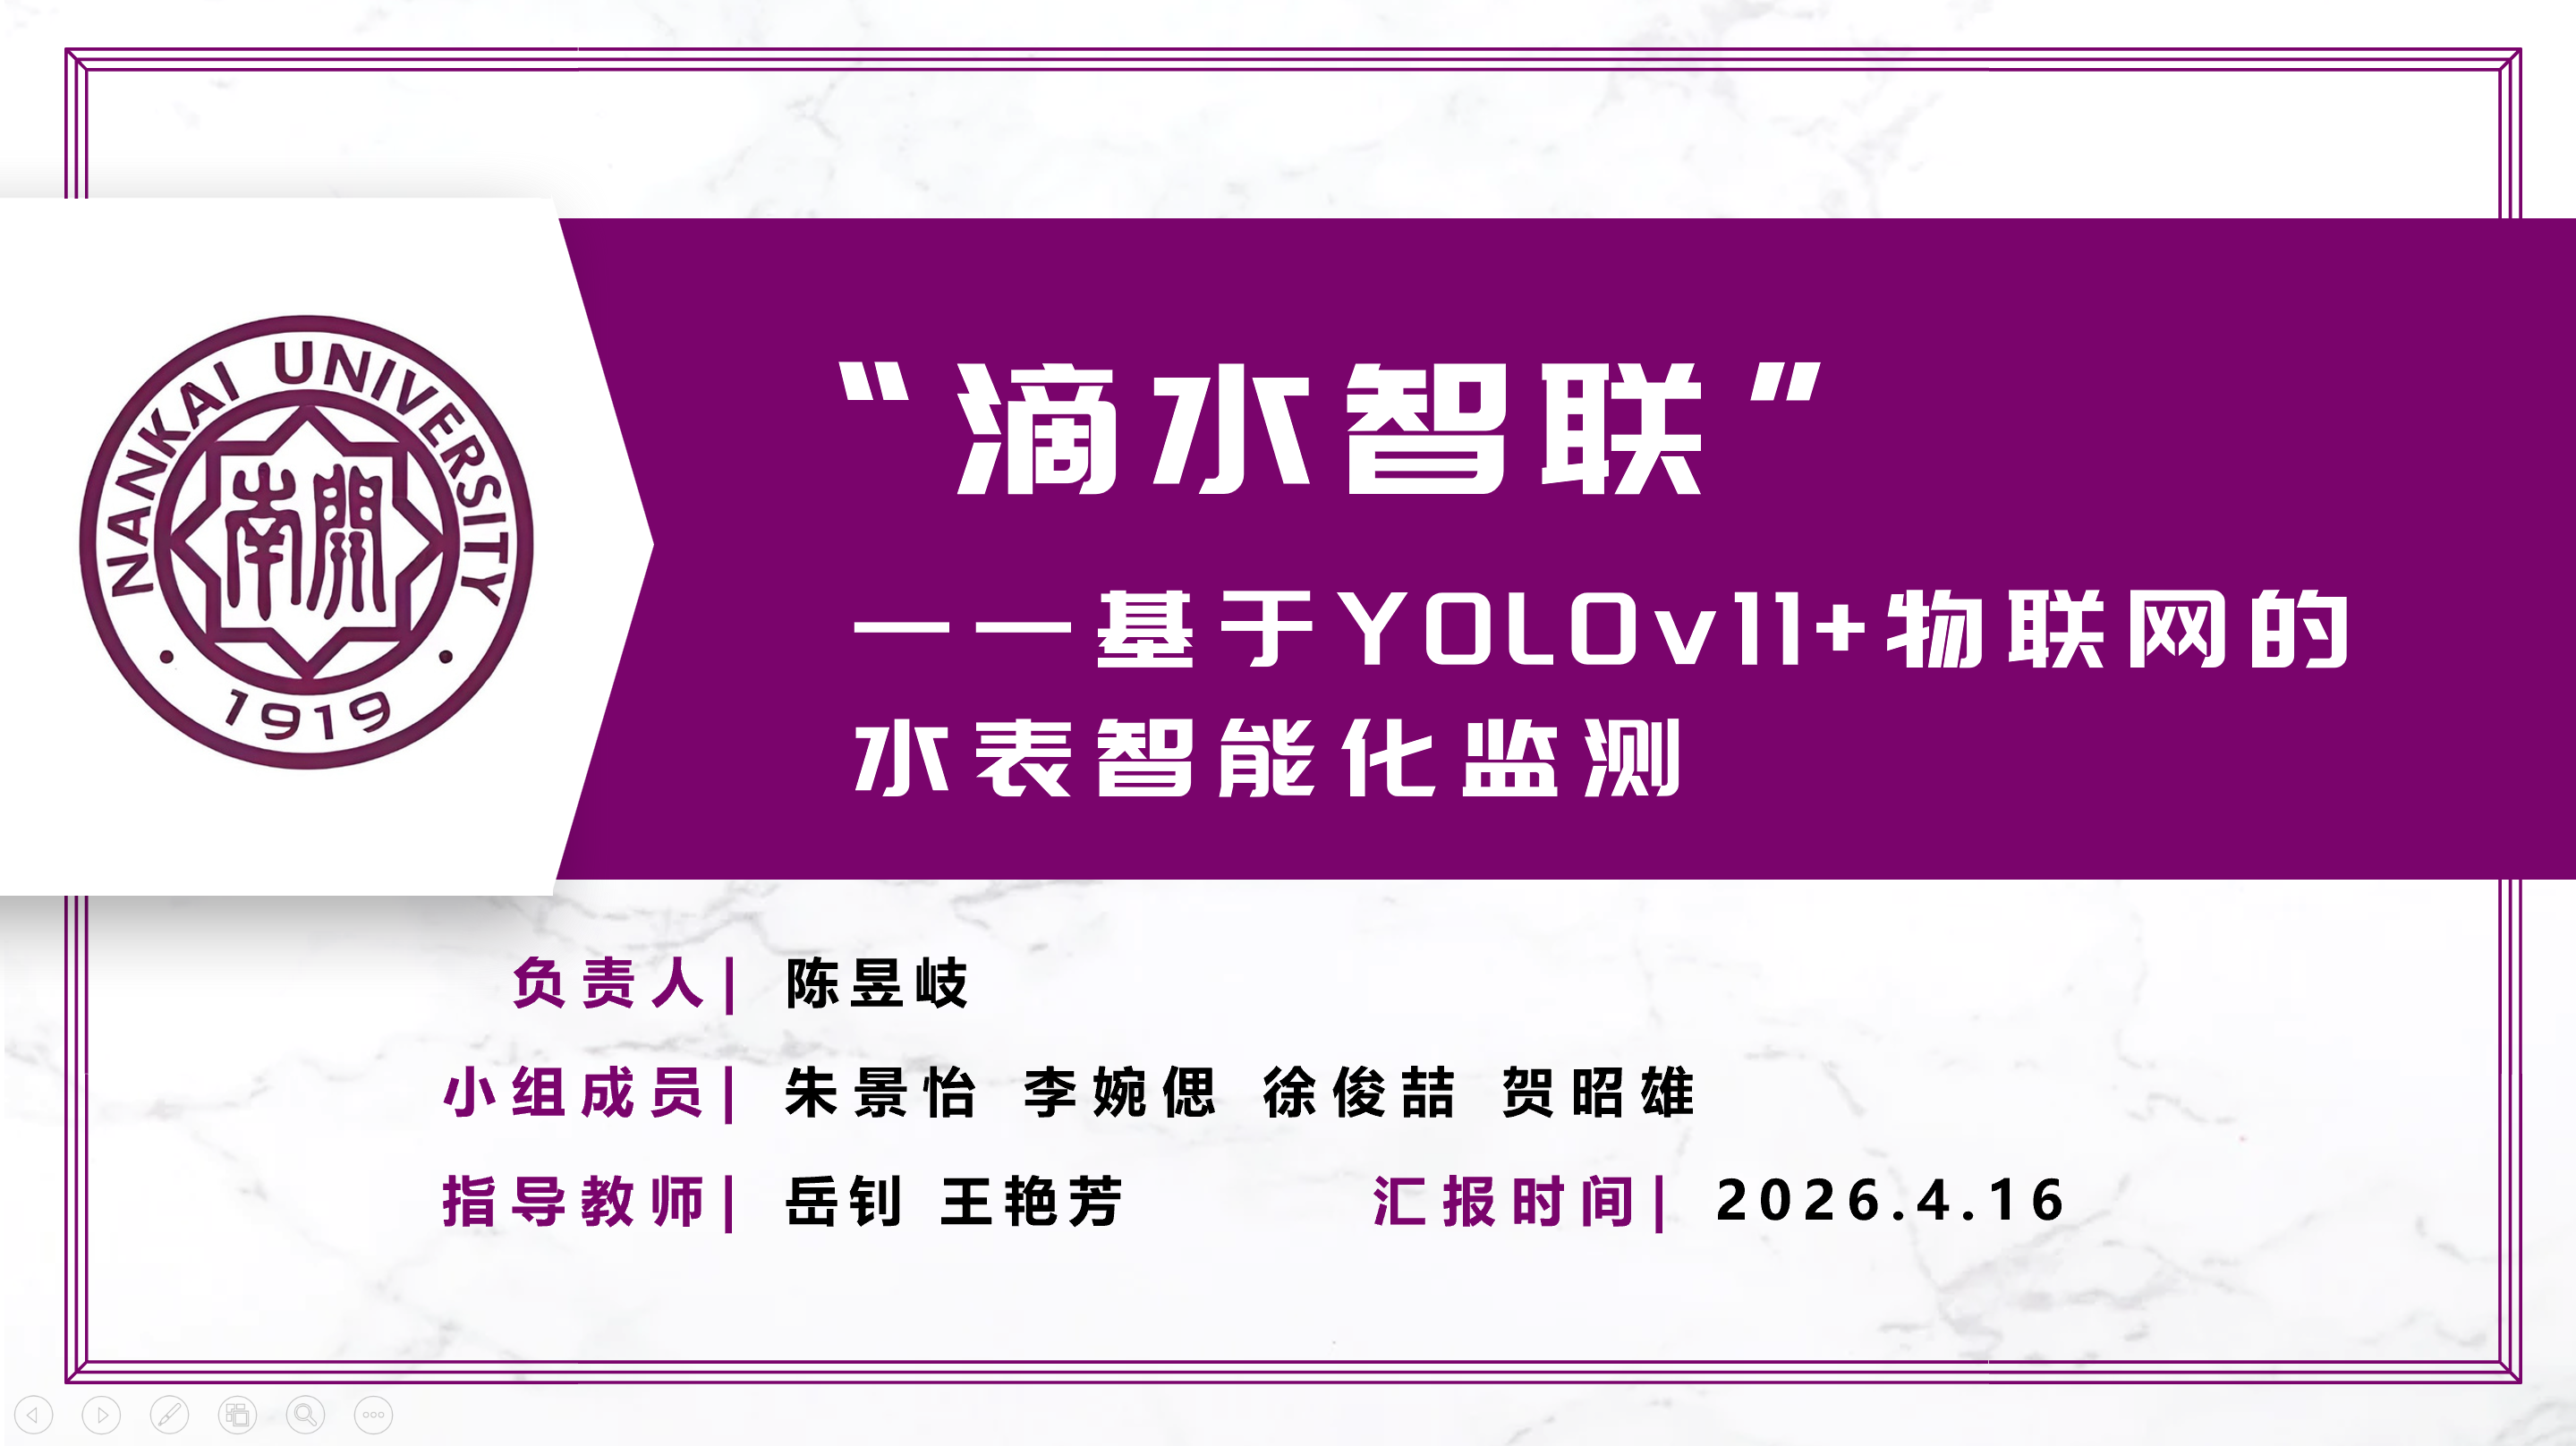 NANKAI UNIVERSITY
南開
1919
“滴水智联”
——基于YOLOv11+物联网的
水表智能化监测
负责人| 陈昱岐
小组成员| 朱景怡 李婉偲 徐俊喆 贺昭雄
指导教师| 岳钊 王艳芳 汇报时间| 2026.4.16